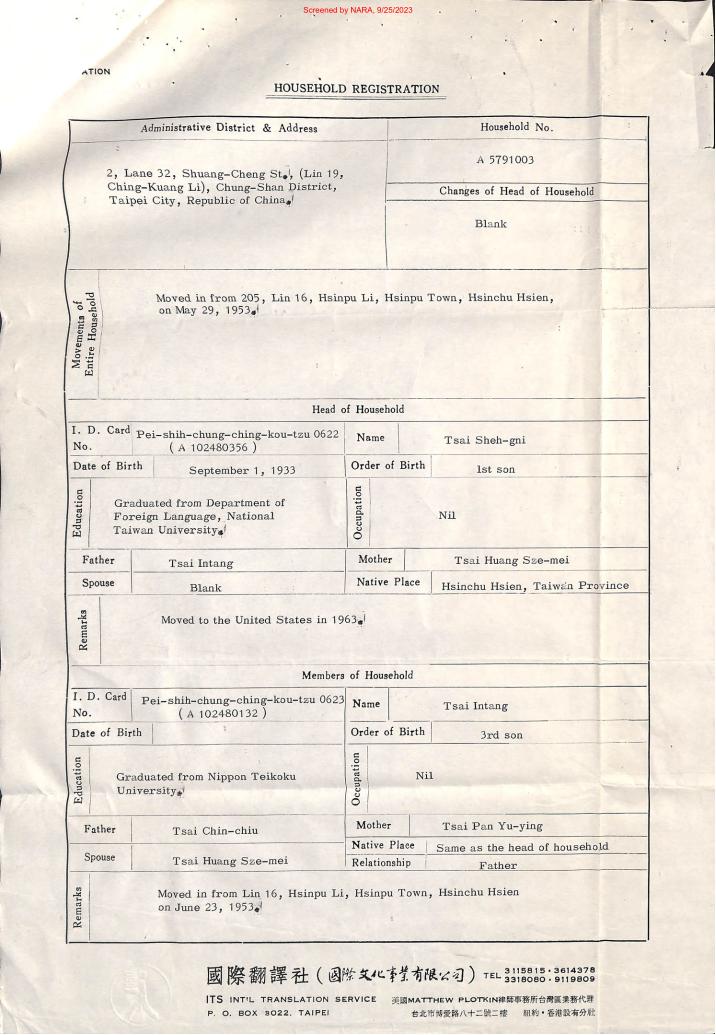 Screened by NARA, 9/25/2023
ATION
HOUSEHOLD REGISTRATION
Administrative District & Address
Household No.
2, Lane 32, Shuang-Cheng St., (Lin 19,
Ching-Kuang Li), Chung-Shan District,
Taipei City, Republic of China.
A 5791003
Changes of Head of Household
Blank
Movements of
Entire Household
Moved in from 205, Lin 16, Hsinpu Li, Hsinpu Town, Hsinchu Hsien,
on May 29, 1953.
Head of Household
I. D. Card
No.
Pei-shih-chung-ching-kou-tzu 0622
( A 102480356 )
Name
Tsai Sheh-gni
Date of Birth
September 1, 1933
Order of Birth
1st son
Education
Graduated from Department of
Foreign Language, National
Taiwan University.
Occupation
Nil
Father
Tsai Intang
Mother
Tsai Huang Sze-mei
Spouse
Blank
Native Place
Hsinchu Hsien, Taiwan Province
Remarks
Moved to the United States in 1963.
Members of Household
I. D. Card
No.
Pei-shih-chung-ching-kou-tzu 0623
( A 102480132 )
Name
Tsai Intang
Date of Birth
Order of Birth
3rd son
Education
Graduated from Nippon Teikoku
University.
Occupation
Nil
Father
Tsai Chin-chiu
Mother
Tsai Pan Yu-ying
Spouse
Tsai Huang Sze-mei
Native Place
Same as the head of household
Relationship
Father
Remarks
Moved in from Lin 16, Hsinpu Li, Hsinpu Town, Hsinchu Hsien
on June 23, 1953.
國際翻譯社(國際文化事業有限公司) TEL 3115815·3614378
3318080·9119809
ITS INT'L TRANSLATION SERVICE 美國MATTHEW PLOTKIN律師事務所台灣區業務代理
P. O. BOX 3022, TAIPEI 台北市博愛路八十二號二樓 紐約·香港設有分社